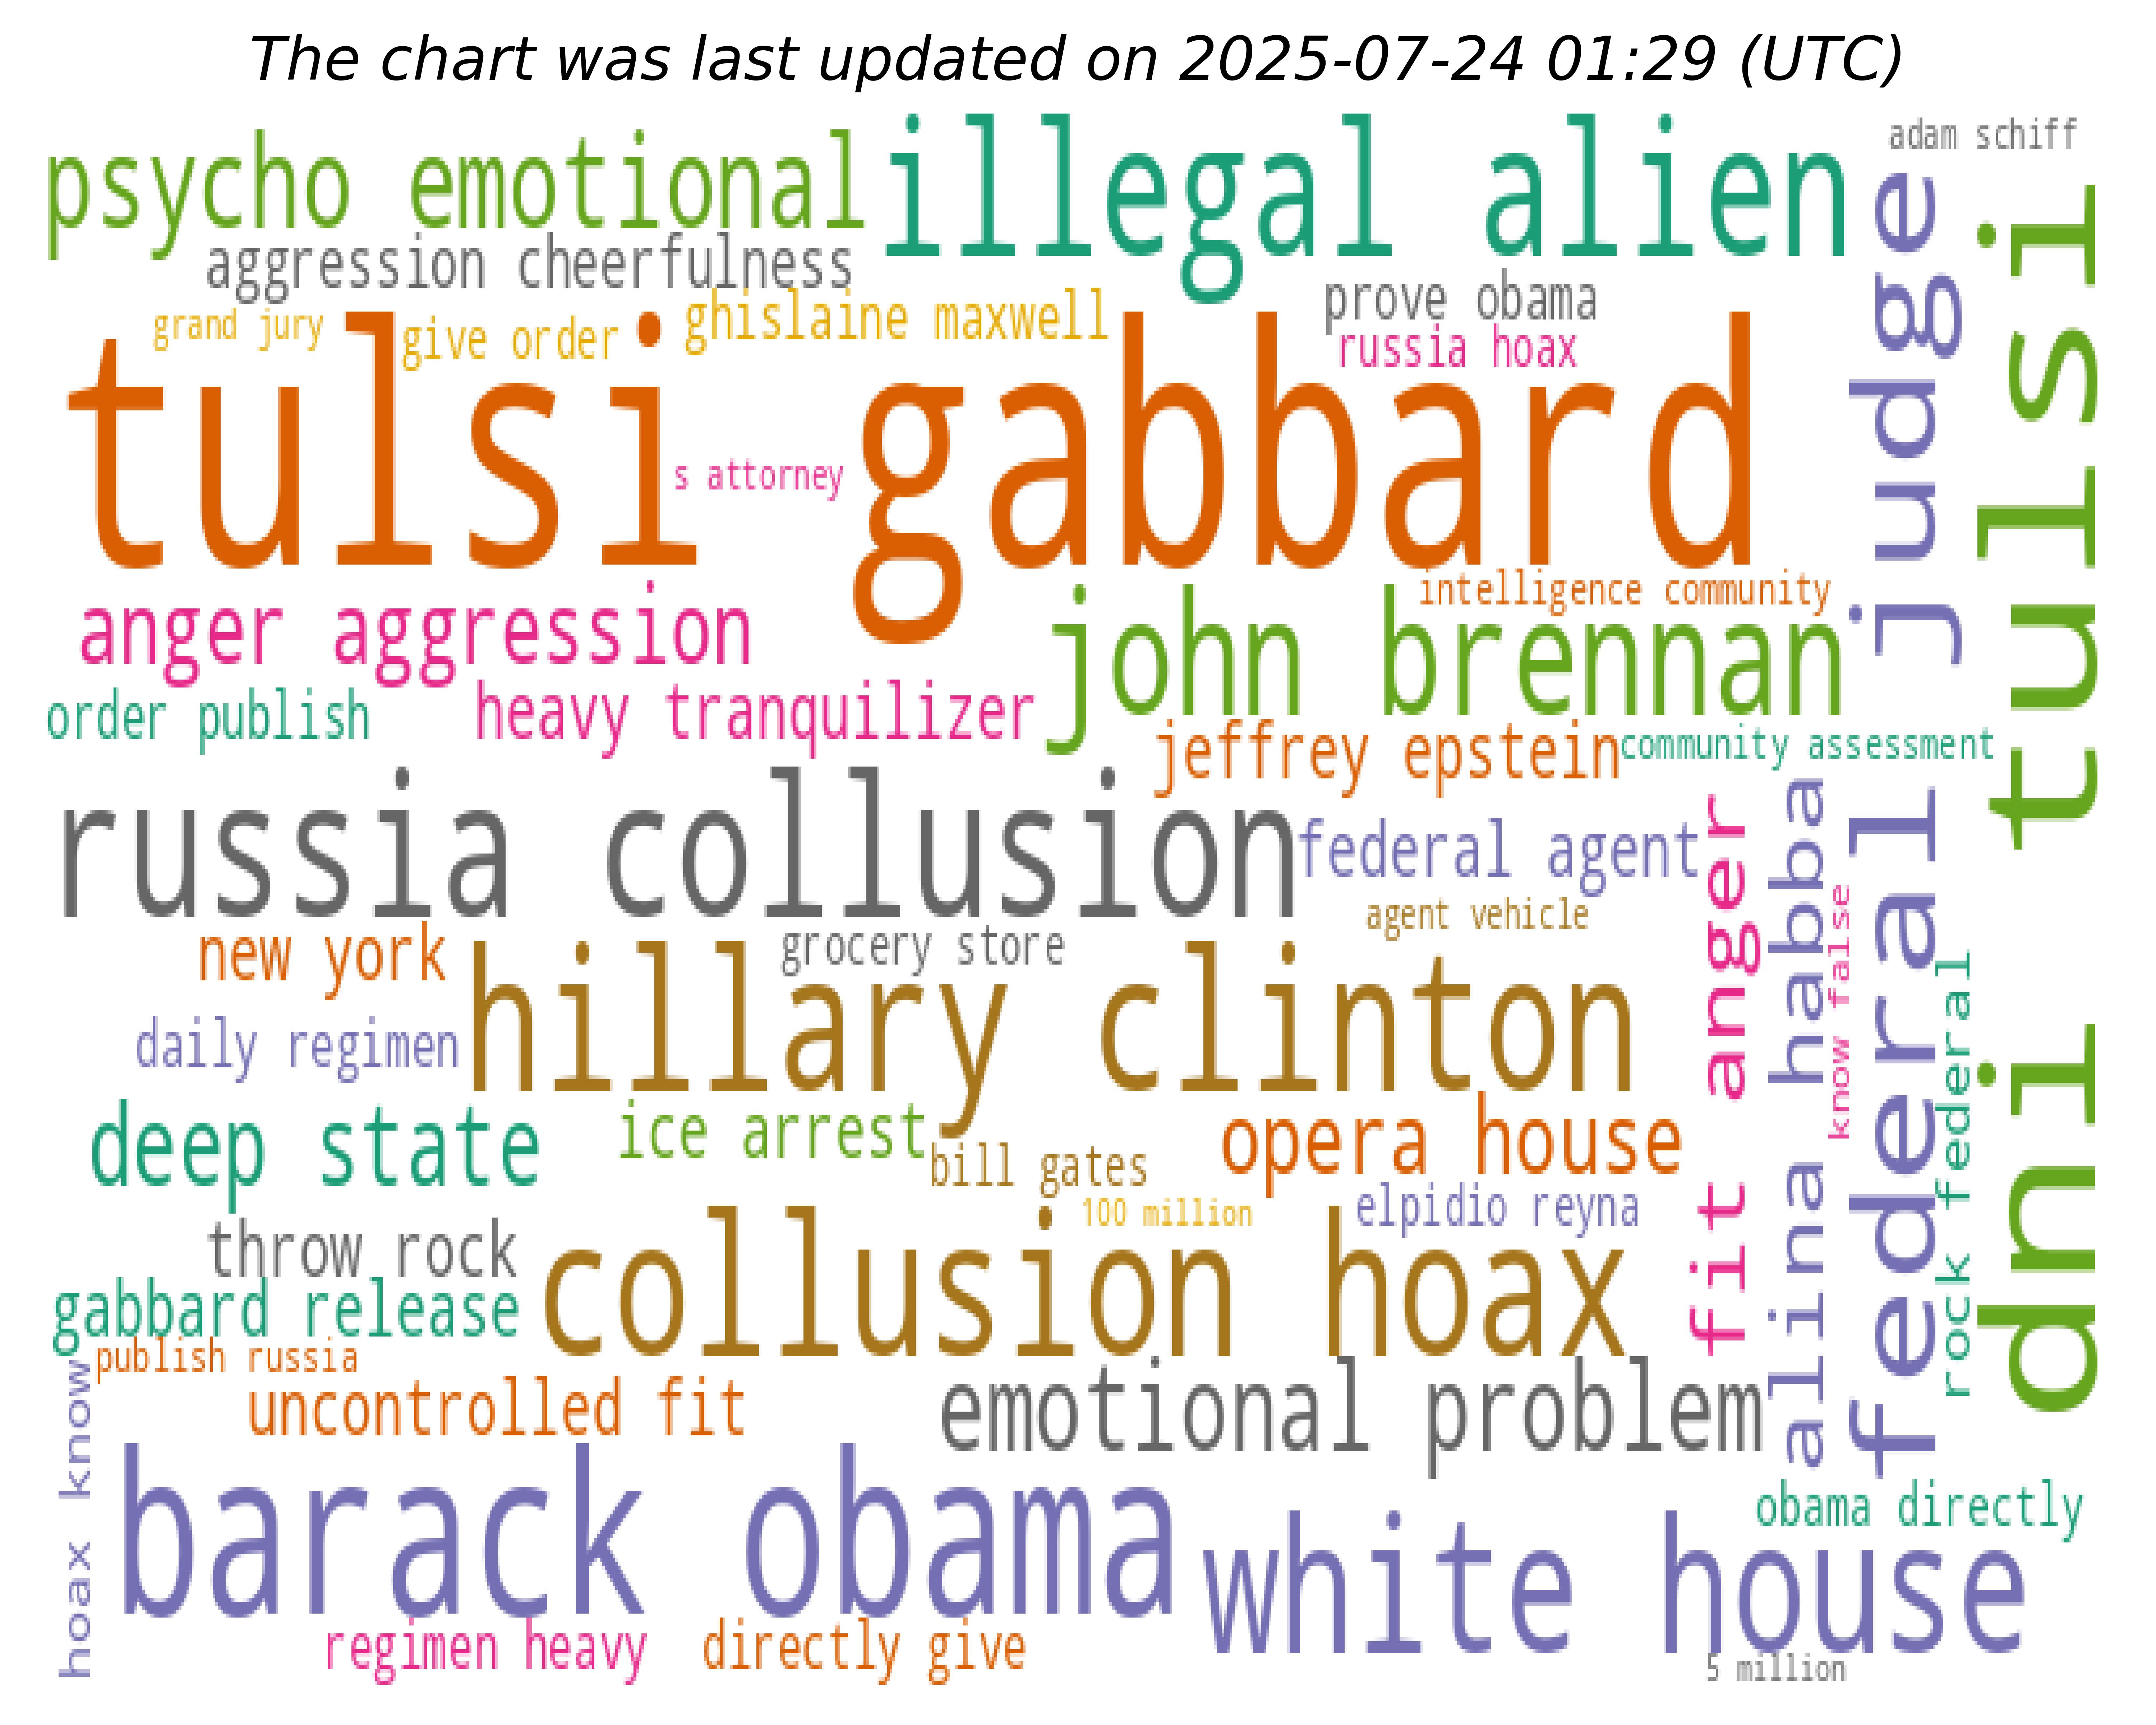 The chart was last updated on 2025-07-24 01:29 (UTC)
psycho emotional
illegal alien
adam schiff
aggression cheerfulness
prove obama
grand jury
give order
ghislaine maxwell
russia hoax
tulsi gabbard
s attorney
federal judge
dni tulsi
anger aggression
intelligence community
john brennan
order publish
heavy tranquilizer
jeffrey epstein
community assessment
russia collusion
federal agent
fit anger
alina habba
know false
rock federal
agent vehicle
new york
grocery store
hillary clinton
daily regimen
deep state
ice arrest
bill gates
opera house
100 million
elpidio reyna
throw rock
collusion hoax
gabbard release
publish russia
hoax know
uncontrolled fit
emotional problem
barack obama
white house
obama directly
regimen heavy
directly give
5 million